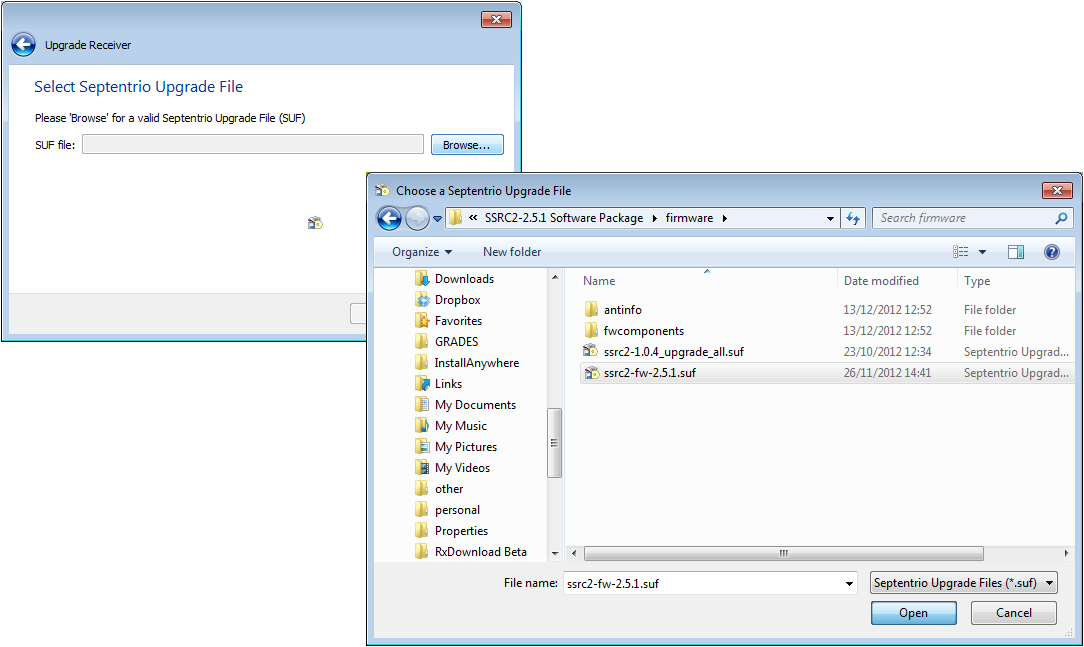 Upgrade Receiver
Select Septentrio Upgrade File
Please 'Browse' for a valid Septentrio Upgrade File (SUF)
SUF file:
Browse...
Choose a Septentrio Upgrade File
« SSRC2-2.5.1 Software Package firmware
Search firmware
Organize
New folder
Downloads
Dropbox
Favorites
GRADES
InstallAnywhere
Links
My Documents
My Music
My Pictures
My Videos
other
personal
Properties
RxDownload Beta
Name Date modified Type
antinfo 13/12/2012 12:52 File folder
fwcomponents 13/12/2012 12:52 File folder
ssrc2-1.0.4_upgrade_all.suf 23/10/2012 12:34 Septentrio Upgrad...
ssrc2-fw-2.5.1.suf 26/11/2012 14:41 Septentrio Upgrad...
File name: ssrc2-fw-2.5.1.suf
Septentrio Upgrade Files (*.suf)
Open
Cancel